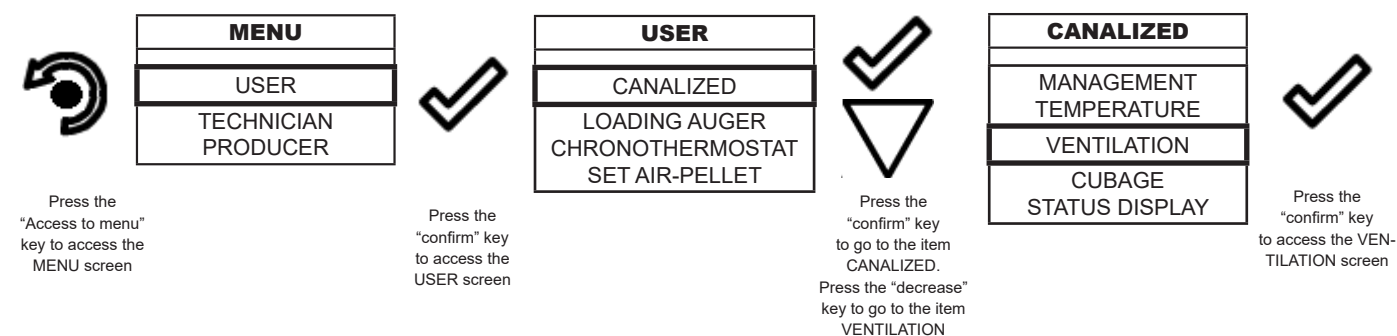 MENU
USER
TECHNICIAN
PRODUCER
Press the
“Access to menu”
key to access the
MENU screen
Press the
“confirm” key
to access the
USER screen
USER
CANALIZED
LOADING AUGER
CHRONOTHERMOSTAT
SET AIR-PELLET
Press the
“confirm” key
to go to the item
CANALIZED.
Press the “decrease”
key to go to the item
VENTILATION
CANALIZED
MANAGEMENT
TEMPERATURE
VENTILATION
CUBAGE
STATUS DISPLAY
Press the
“confirm” key
to access the VEN-
TILATION screen